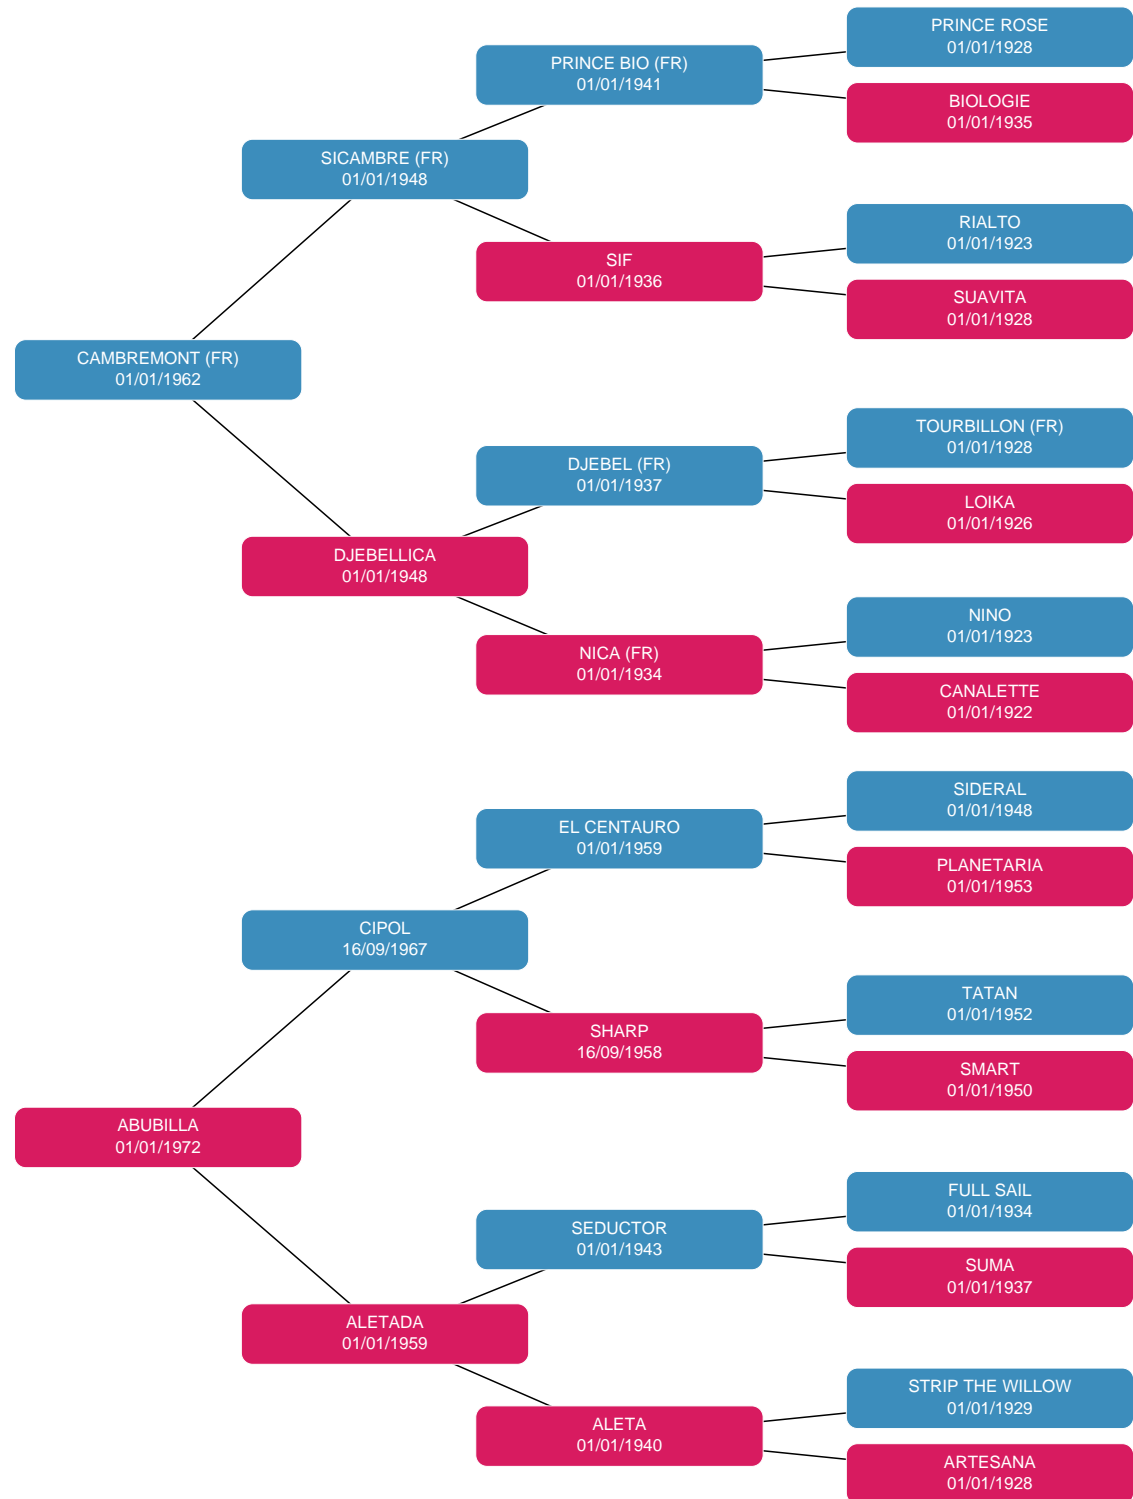 PRINCE ROSE
01/01/1928
PRINCE BIO (FR)
01/01/1941
BIOLOGIE
01/01/1935
SICAMBRE (FR)
01/01/1948
RIALTO
01/01/1923
SIF
01/01/1936
SUAVITA
01/01/1928
CAMBREMONT (FR)
01/01/1962
TOURBILLON (FR)
01/01/1928
DJEBEL (FR)
01/01/1937
LOIKA
01/01/1926
DJEBELLICA
01/01/1948
NINO
01/01/1923
NICA (FR)
01/01/1934
CANALETTE
01/01/1922
SIDERAL
01/01/1948
EL CENTAURO
01/01/1959
PLANETARIA
01/01/1953
CIPOL
16/09/1967
TATAN
01/01/1952
SHARP
16/09/1958
SMART
01/01/1950
ABUBILLA
01/01/1972
FULL SAIL
01/01/1934
SEDUCTOR
01/01/1943
SUMA
01/01/1937
ALETADA
01/01/1959
STRIP THE WILLOW
01/01/1929
ALETA
01/01/1940
ARTESANA
01/01/1928